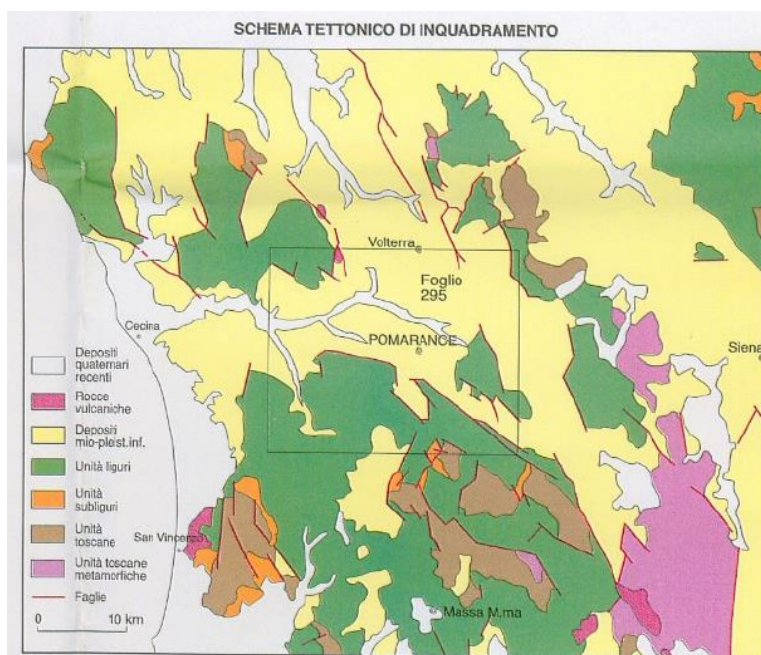 SCHEMA TETTONICO DI INQUADRAMENTO
Volterra
Foglio
295
Cecina
POMARANCE
Siena
Depositi
quaternari
recenti
Rocce
vulcaniche
Depositi
mio-pleist.inf.
Unità liguri
Unità
subliguri
Unità
toscane
San Vincenzo
Unità toscane
metamorfiche
Faglie
0 10 km
Massa M.ma